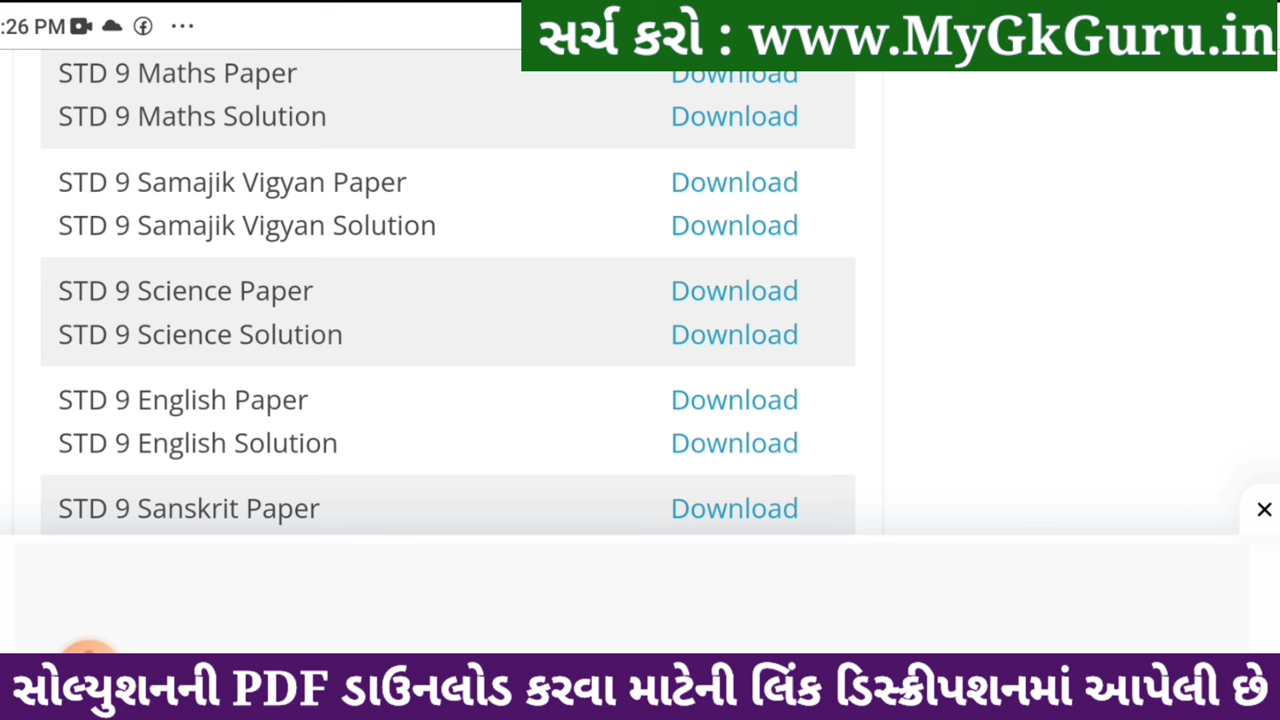 :26 PM
સર્ચ કરો : www.MyGkGuru.in
STD 9 Maths Paper Download
STD 9 Maths Solution Download
STD 9 Samajik Vigyan Paper Download
STD 9 Samajik Vigyan Solution Download
STD 9 Science Paper Download
STD 9 Science Solution Download
STD 9 English Paper Download
STD 9 English Solution Download
STD 9 Sanskrit Paper Download
સોલ્યુશનની PDF ડાઉનલોડ કરવા માટેની લિંક ડિસ્ક્રીપશનમાં આપેલી છે